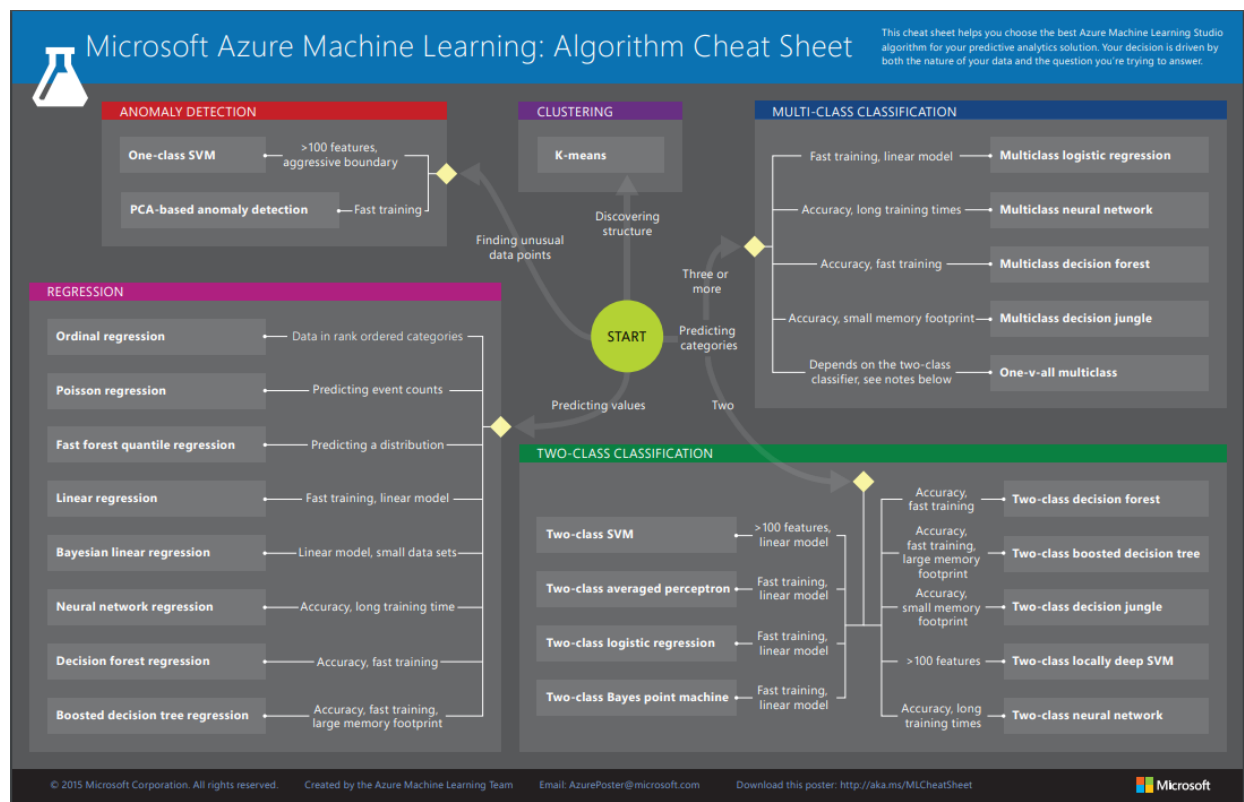 Microsoft Azure Machine Learning: Algorithm Cheat Sheet
This cheat sheet helps you choose the best Azure Machine Learning Studio
algorithm for your predictive analytics solution. Your decision is driven by
both the nature of your data and the question you're trying to answer.
ANOMALY DETECTION
One-class SVM
>100 features,
aggressive boundary
PCA-based anomaly detection
Fast training
CLUSTERING
K-means
MULTI-CLASS CLASSIFICATION
Fast training, linear model
Multiclass logistic regression
Accuracy, long training times
Multiclass neural network
Accuracy, fast training
Multiclass decision forest
Accuracy, small memory footprint
Multiclass decision jungle
Depends on the two-class
classifier, see notes below
One-v-all multiclass
Finding unusual
data points
Discovering
structure
Three or
more
START
Predicting
categories
Predicting values
Two
REGRESSION
Ordinal regression
Data in rank ordered categories
Poisson regression
Predicting event counts
Fast forest quantile regression
Predicting a distribution
Linear regression
Fast training, linear model
Bayesian linear regression
Linear model, small data sets
Neural network regression
Accuracy, long training time
Decision forest regression
Accuracy, fast training
Boosted decision tree regression
Accuracy, fast training,
large memory footprint
TWO-CLASS CLASSIFICATION
Two-class SVM
>100 features,
linear model
Two-class averaged perceptron
Fast training,
linear model
Two-class logistic regression
Fast training,
linear model
Two-class Bayes point machine
Fast training,
linear model
Accuracy,
fast training
Two-class decision forest
Accuracy,
fast training,
large memory
footprint
Two-class boosted decision tree
Accuracy,
small memory
footprint
Two-class decision jungle
>100 features
Two-class locally deep SVM
Accuracy, long
training times
Two-class neural network
© 2015 Microsoft Corporation. All rights reserved.
Created by the Azure Machine Learning Team
Email: AzurePoster@microsoft.com
Download this poster: http://aka.ms/MLCheatSheet
Microsoft